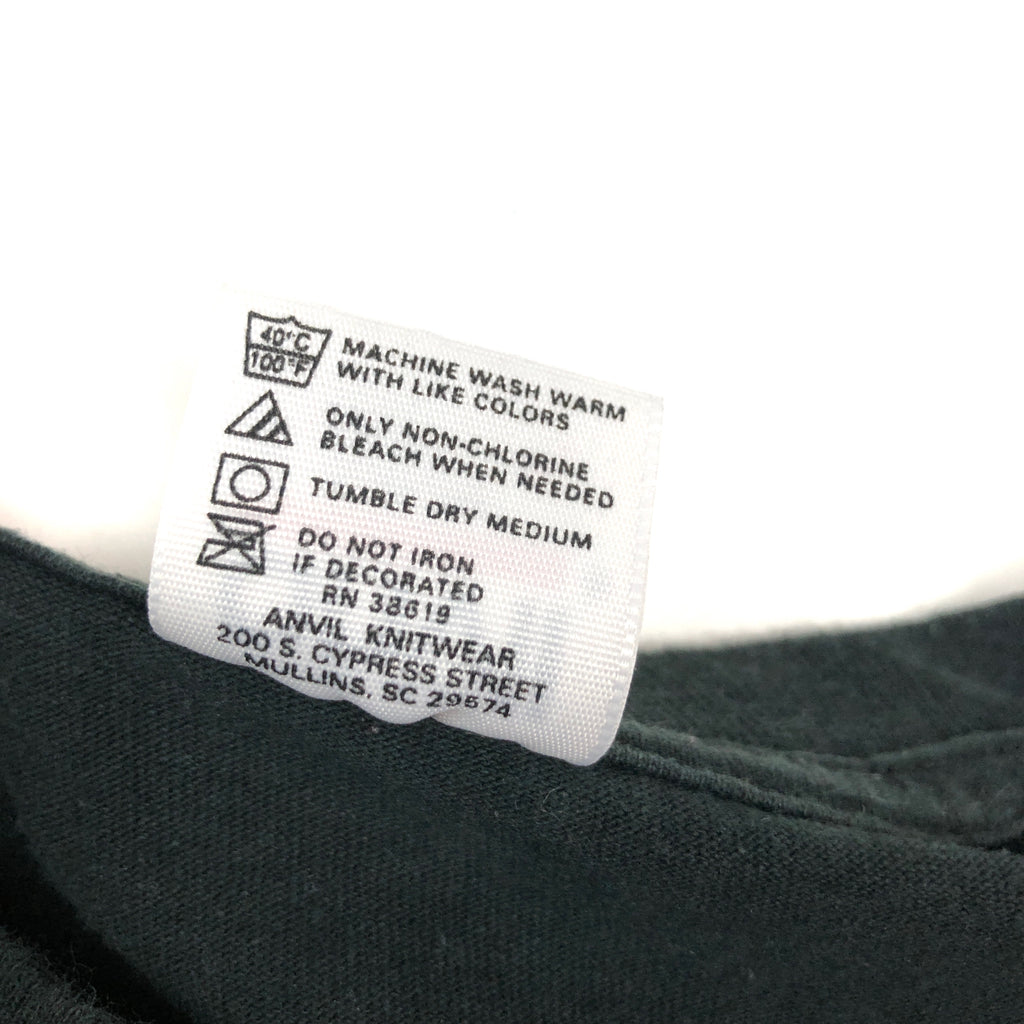 40°C
100°F
MACHINE WASH WARM
WITH LIKE COLORS
ONLY NON-CHLORINE
BLEACH WHEN NEEDED
TUMBLE DRY MEDIUM
DO NOT IRON
IF DECORATED
RN 38619
ANVIL KNITWEAR
200 S. CYPRESS STREET
MULLINS, SC 29574